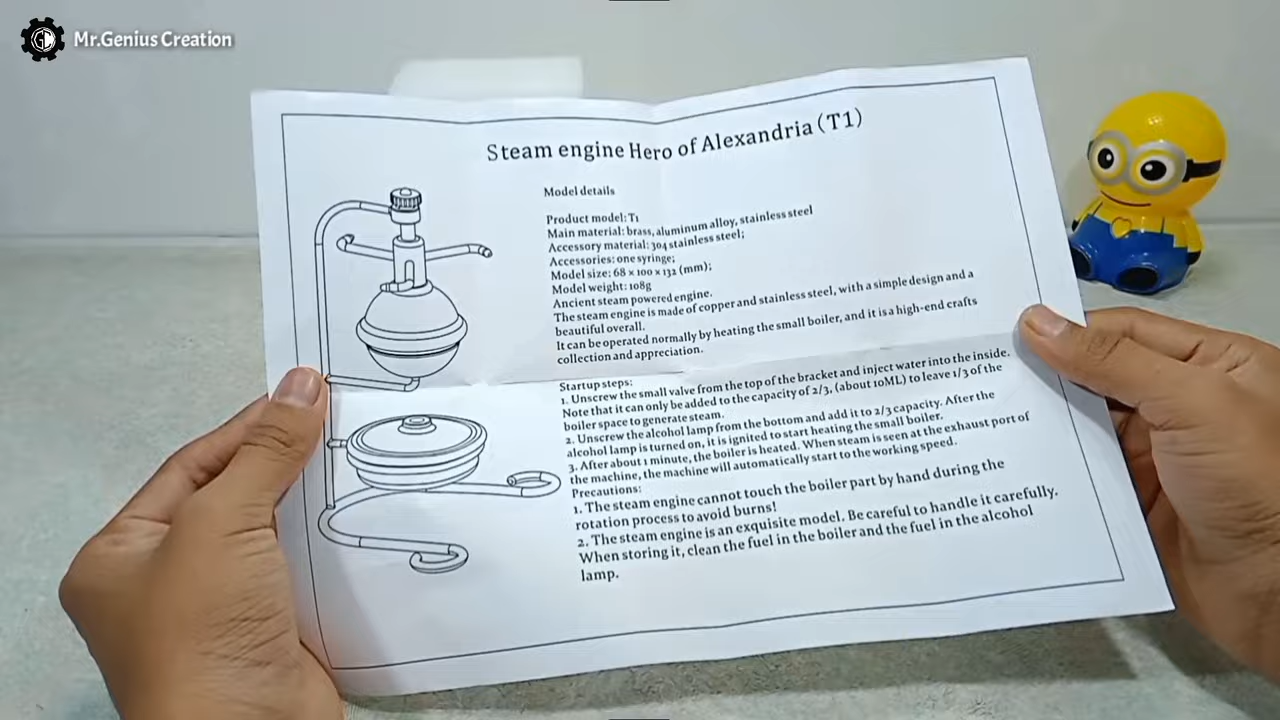 Mr.Genius Creation
Steam engine Hero of Alexandria (T1)
Model details
Product model: T1
Main material: brass, aluminum alloy, stainless steel
Accessory material: 304 stainless steel;
Accessories: one syringe;
Model size: 68 × 100 × 132 (mm);
Model weight: 108g
Ancient steam powered engine.
The steam engine is made of copper and stainless steel, with a simple design and a
beautiful overall.
It can be operated normally by heating the small boiler, and it is a high-end crafts
collection and appreciation.
Startup steps:
1. Unscrew the small valve from the top of the bracket and inject water into the inside.
Note that it can only be added to the capacity of 2/3, (about 10ML) to leave 1/3 of the
boiler space to generate steam.
2. Unscrew the alcohol lamp from the bottom and add it to 2/3 capacity. After the
alcohol lamp is turned on, it is ignited to start heating the small boiler.
3. After about 1 minute, the boiler is heated. When steam is seen at the exhaust port of
the machine, the machine will automatically start to the working speed.
Precautions:
1. The steam engine cannot touch the boiler part by hand during the
rotation process to avoid burns!
2. The steam engine is an exquisite model. Be careful to handle it carefully.
When storing it, clean the fuel in the boiler and the fuel in the alcohol
lamp.